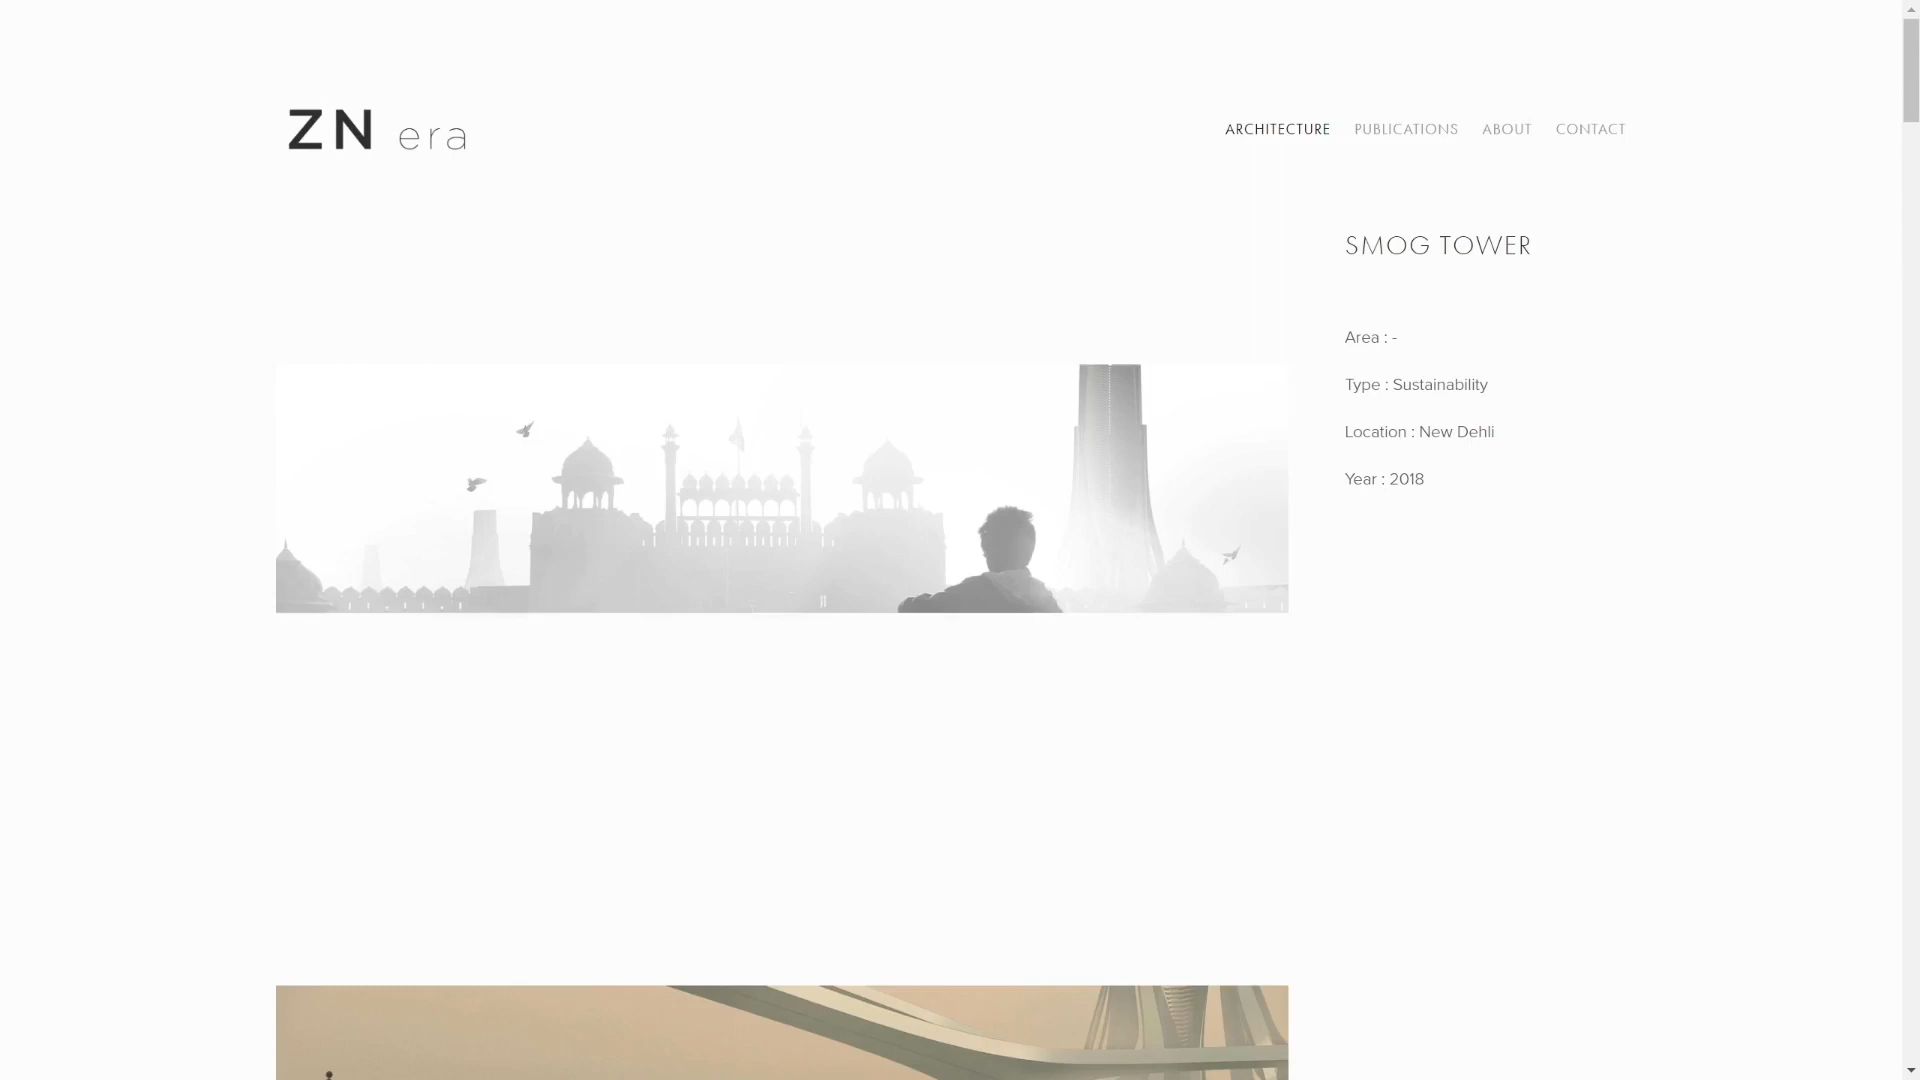 ZN era
ARCHITECTURE PUBLICATIONS ABOUT CONTACT
SMOG TOWER
Area : -
Type : Sustainability
Location : New Dehli
Year : 2018